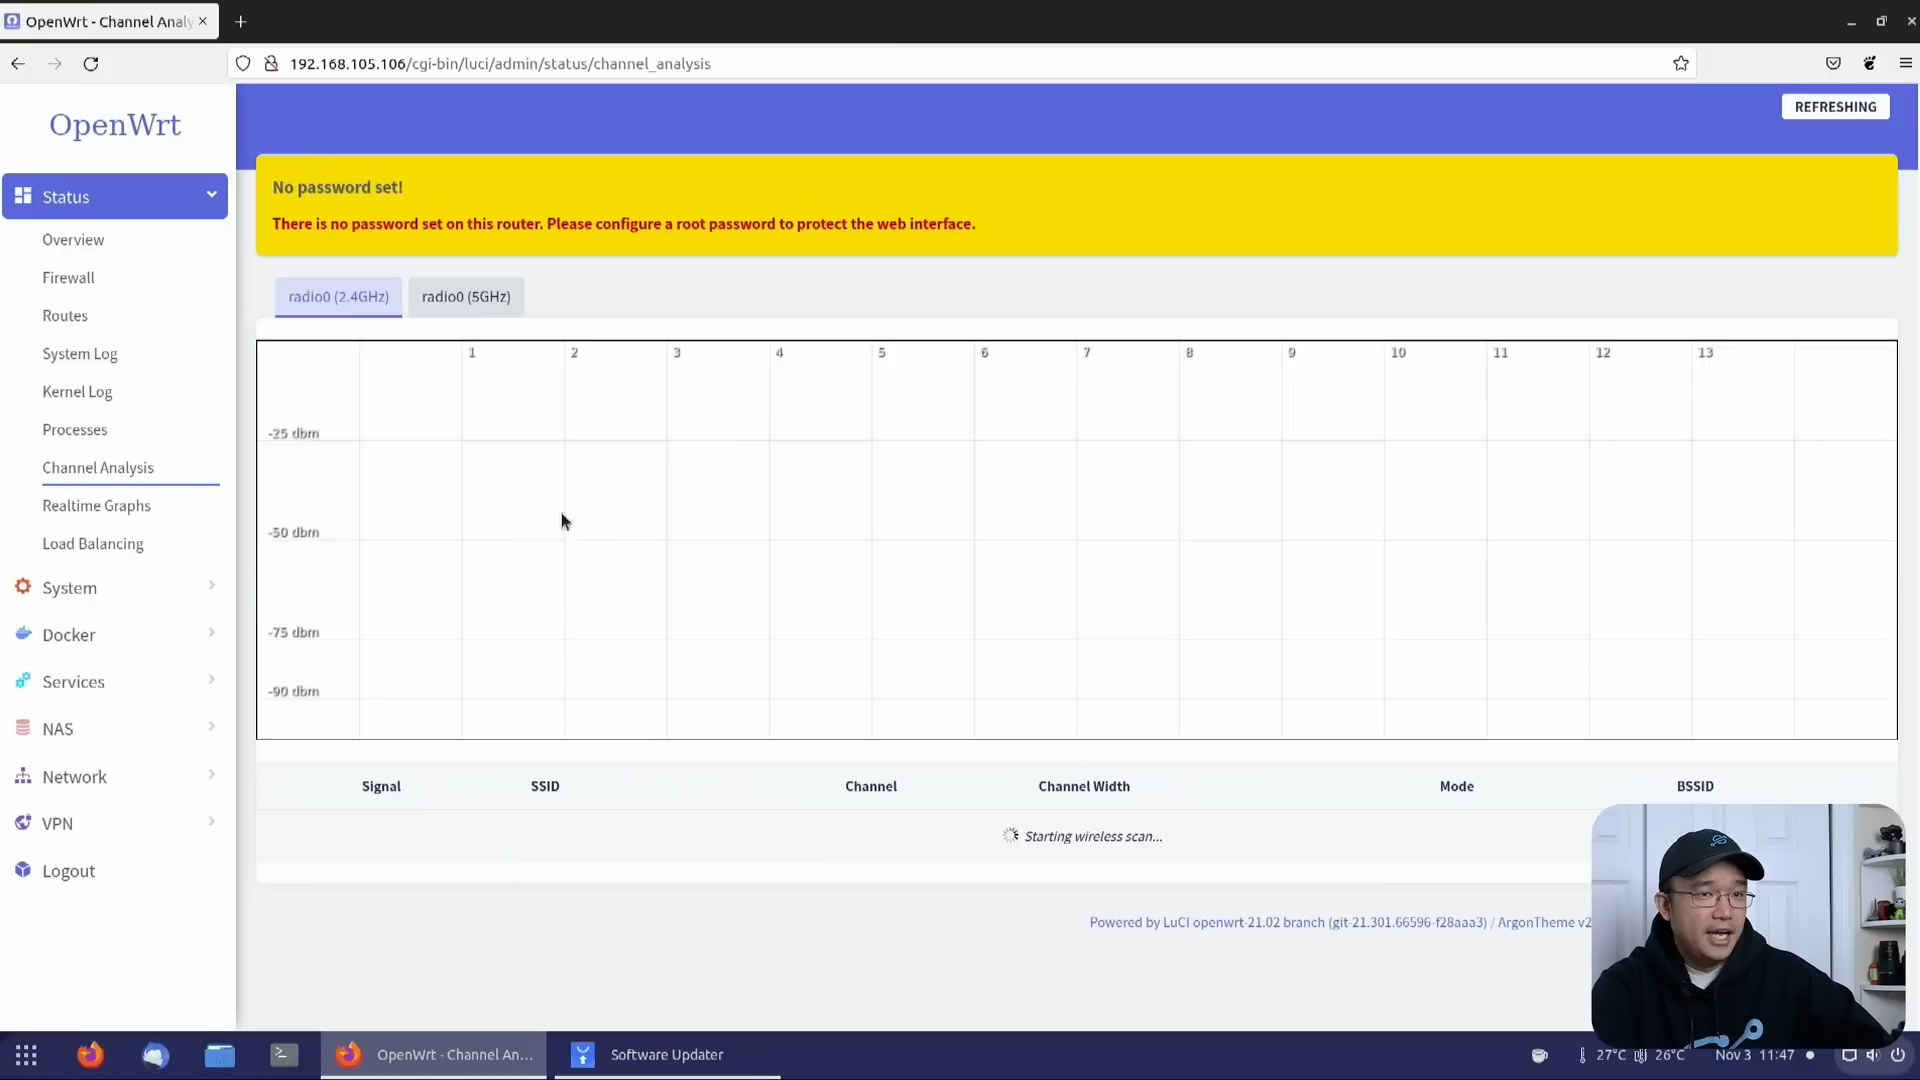 OpenWrt - Channel Analy
192.168.105.106/cgi-bin/luci/admin/status/channel_analysis
OpenWrt
REFRESHING
Status
Overview
Firewall
Routes
System Log
Kernel Log
Processes
Channel Analysis
Realtime Graphs
Load Balancing
System
Docker
Services
NAS
Network
VPN
Logout
No password set!
There is no password set on this router. Please configure a root password to protect the web interface.
radio0 (2.4GHz) radio0 (5GHz)
1 2 3 4 5 6 7 8 9 10 11 12 13
-25 dbm
-50 dbm
-75 dbm
-90 dbm
Signal SSID Channel Channel Width Mode BSSID
Starting wireless scan...
Powered by LuCI openwrt-21.02 branch (git-21.301.66596-f28aaa3) / ArgonTheme v2
OpenWrt - Channel An... Software Updater 27°C 26°C Nov 3 11:47